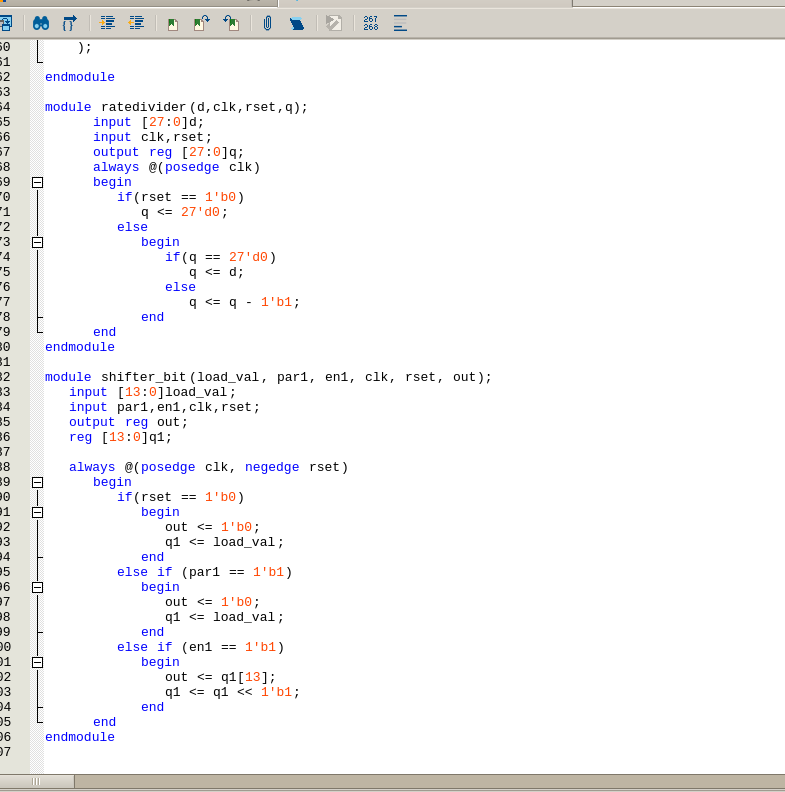 267
268
60 );
61
62 endmodule
63
64 module ratedivider(d,clk,rset,q);
65 input [27:0]d;
66 input clk,rset;
67 output reg [27:0]q;
68 always @(posedge clk)
69 begin
70 if(rset == 1'b0)
71 q <= 27'd0;
72 else
73 begin
74 if(q == 27'd0)
75 q <= d;
76 else
77 q <= q - 1'b1;
78 end
79 end
80 endmodule
81
82 module shifter_bit(load_val, par1, en1, clk, rset, out);
83 input [13:0]load_val;
84 input par1,en1,clk,rset;
85 output reg out;
86 reg [13:0]q1;
87
88 always @(posedge clk, negedge rset)
89 begin
90 if(rset == 1'b0)
91 begin
92 out <= 1'b0;
93 q1 <= load_val;
94 end
95 else if (par1 == 1'b1)
96 begin
97 out <= 1'b0;
98 q1 <= load_val;
99 end
00 else if (en1 == 1'b1)
01 begin
02 out <= q1[13];
03 q1 <= q1 << 1'b1;
04 end
05 end
06 endmodule
07